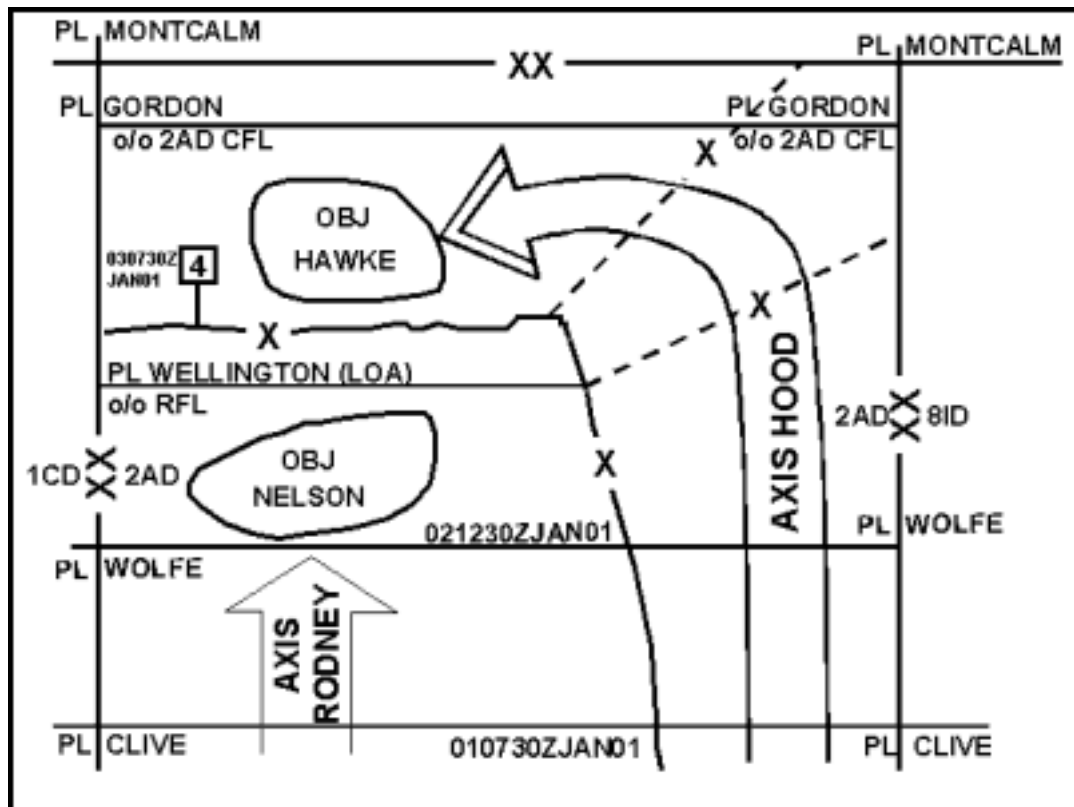 PL MONTCALM
PL MONTCALM
XX
PL GORDON
PL GORDON
o/o 2AD CFL
o/o 2AD CFL
X
OBJ
HAWKE
030730Z
JAN01
4
X
X
PL WELLINGTON (LOA)
o/o RFL
AXIS HOOD
2AD XX 8ID
1CD XX 2AD
OBJ
NELSON
X
021230ZJAN01
PL WOLFE
PL WOLFE
AXIS
RODNEY
PL CLIVE
010730ZJAN01
PL CLIVE